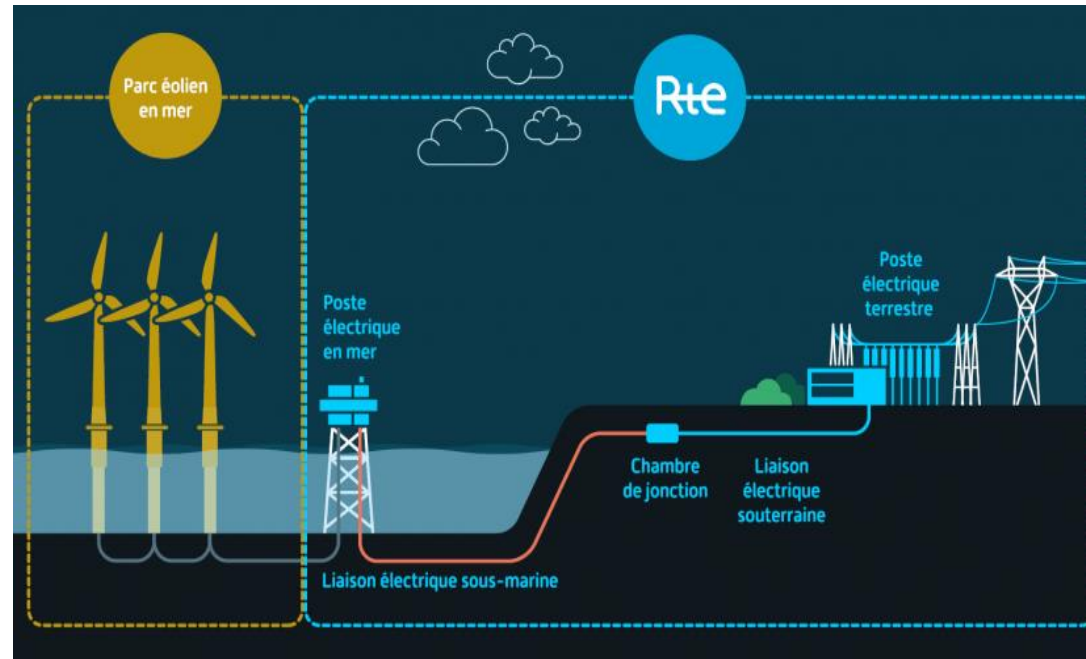 Parc éolien
en mer
Rte
Poste
électrique
en mer
Poste
électrique
terrestre
Chambre
de jonction
Liaison
électrique
souterraine
Liaison électrique sous-marine